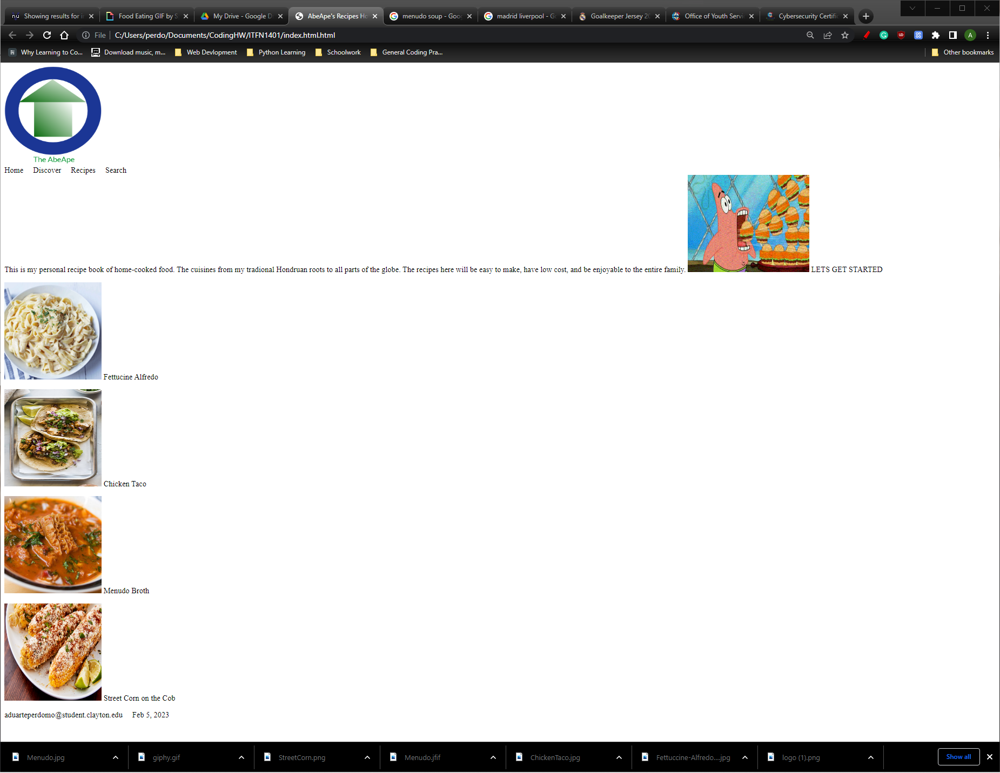 Showing results for i
Food Eating GIF by S
My Drive - Google D
AbeApe's Recipes Ho
menudo soup - Goog
madrid liverpool - Go
Goalkeeper Jersey 20
Office of Youth Servi
Cybersecurity Certific
File
C:/Users/perdo/Documents/CodingHW/ITFN1401/index.html.html
A
Why Learning to Co...
Download music, m...
Web Devlopment
Python Learning
Schoolwork
General Coding Pra...
Other bookmarks
The AbeApe
Home Discover Recipes Search
This is my personal recipe book of home-cooked food. The cuisines from my tradional Hondruan roots to all parts of the globe. The recipes here will be easy to make, have low cost, and be enjoyable to the entire family. LETS GET STARTED
Fettucine Alfredo
Chicken Taco
Menudo Broth
Street Corn on the Cob
aduarteperdomo@student.clayton.edu Feb 5, 2023
Menudo.jpg
giphy.gif
StreetCorn.png
Menudo.jfif
ChickenTaco.jpg
Fettuccine-Alfredo....jpg
logo (1).png
Show all